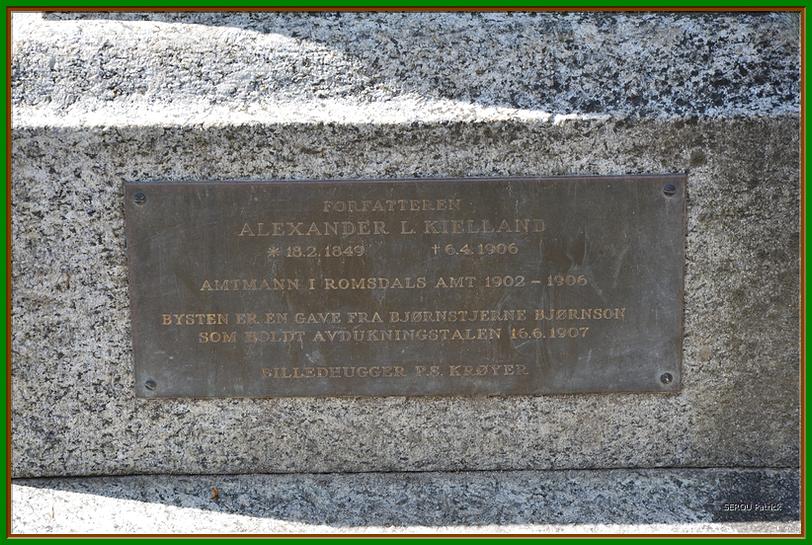 FORFATTEREN
ALEXANDER L. KIELLAND
* 18.2.1849 † 6.4.1906
AMTMANN I ROMSDALS AMT 1902 – 1906
BYSTEN ER EN GAVE FRA BJØRNSTJERNE BJØRNSON
SOM HOLDT AVDUKNINGSTALEN 16.6.1907
BILLEDHUGGER P.S. KRØYER
SEROU Patrick